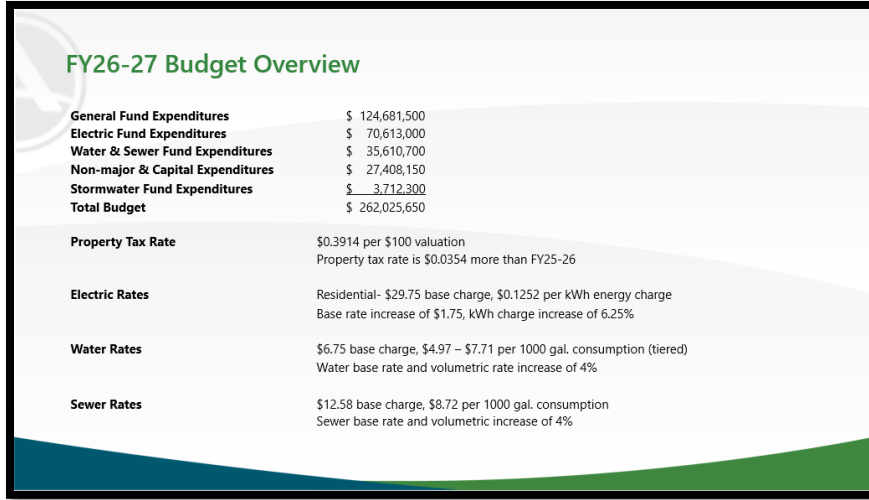 FY26-27 Budget Overview
General Fund Expenditures $ 124,681,500
Electric Fund Expenditures $ 70,613,000
Water & Sewer Fund Expenditures $ 35,610,700
Non-major & Capital Expenditures $ 27,408,150
Stormwater Fund Expenditures $ 3,712,300
Total Budget $ 262,025,650
Property Tax Rate $0.3914 per $100 valuation
Property tax rate is $0.0354 more than FY25-26
Electric Rates Residential- $29.75 base charge, $0.1252 per kWh energy charge
Base rate increase of $1.75, kWh charge increase of 6.25%
Water Rates $6.75 base charge, $4.97 – $7.71 per 1000 gal. consumption (tiered)
Water base rate and volumetric rate increase of 4%
Sewer Rates $12.58 base charge, $8.72 per 1000 gal. consumption
Sewer base rate and volumetric increase of 4%